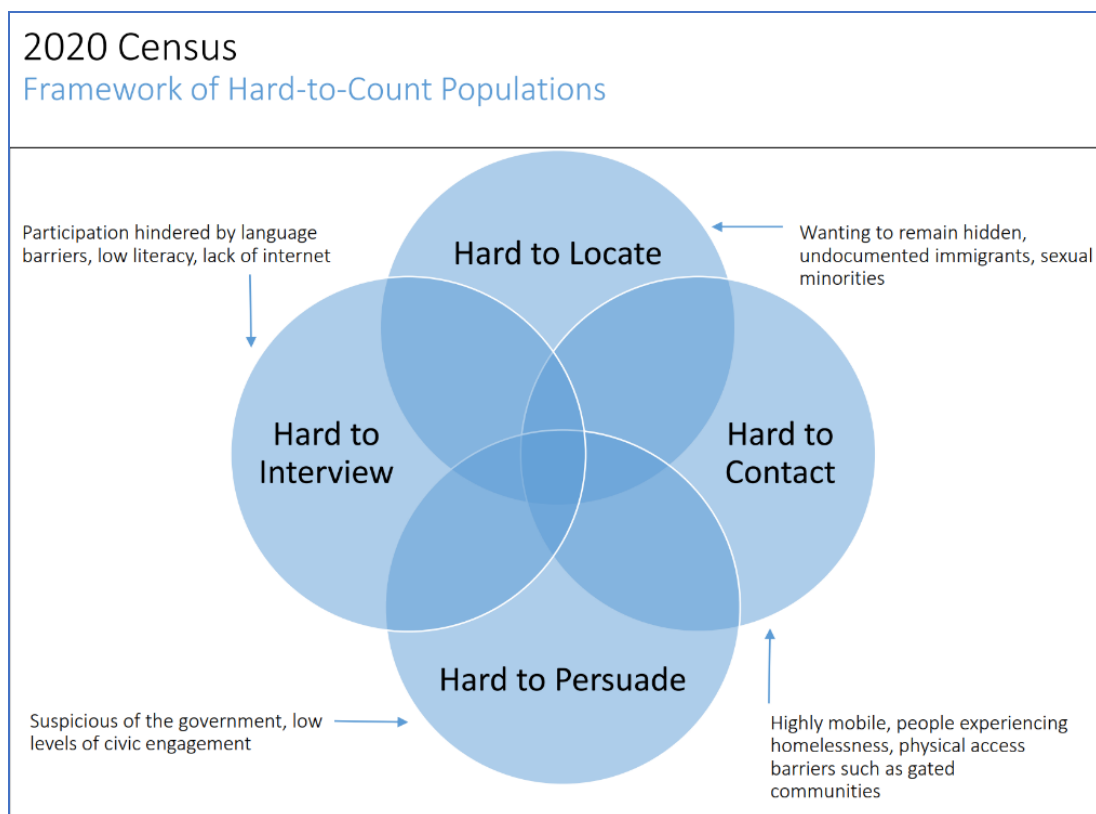 2020 Census
Framework of Hard-to-Count Populations
Participation hindered by language
barriers, low literacy, lack of internet
Hard to Locate
Wanting to remain hidden,
undocumented immigrants, sexual
minorities
Hard to
Interview
Hard to
Contact
Hard to Persuade
Suspicious of the government, low
levels of civic engagement
Highly mobile, people experiencing
homelessness, physical access
barriers such as gated
communities